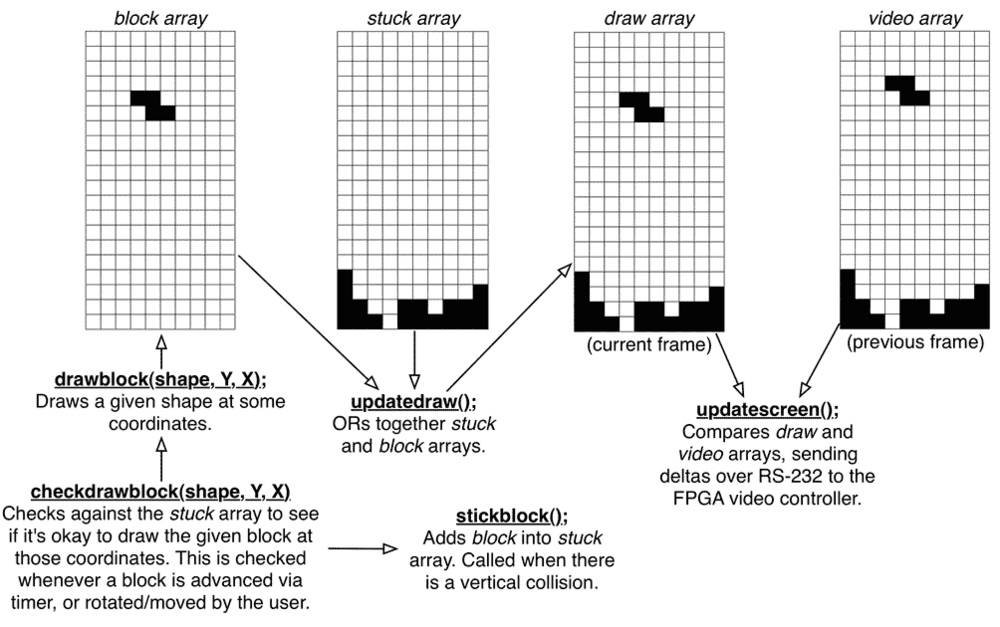 block array
stuck array
draw array
video array
(current frame)
(previous frame)
drawblock(shape, Y, X);
Draws a given shape at some
coordinates.
updatedraw();
ORs together stuck
and block arrays.
updatescreen();
Compares draw and
video arrays, sending
deltas over RS-232 to the
FPGA video controller.
checkdrawblock(shape, Y, X)
Checks against the stuck array to see
if it's okay to draw the given block at
those coordinates. This is checked
whenever a block is advanced via
timer, or rotated/moved by the user.
stickblock();
Adds block into stuck
array. Called when there
is a vertical collision.